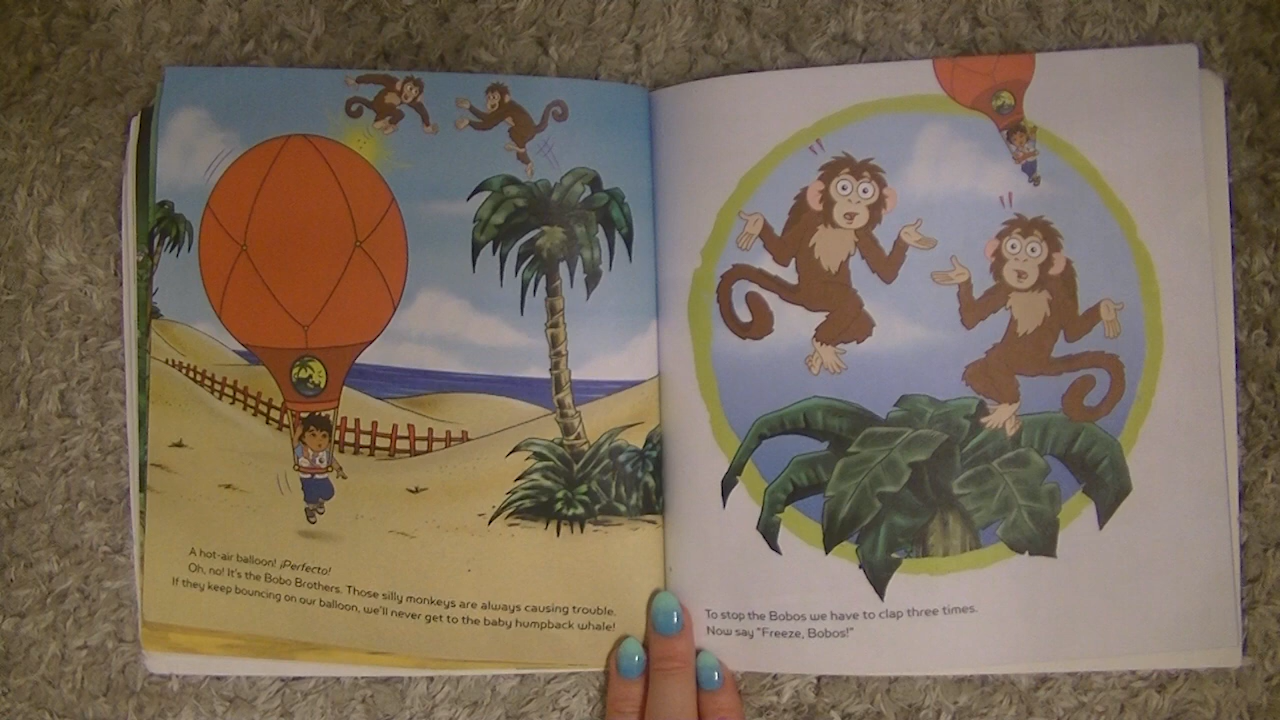 A hot-air balloon! ¡Perfecto!
Oh, no! It's the Bobo Brothers. Those silly monkeys are always causing trouble.
If they keep bouncing on our balloon, we'll never get to the baby humpback whale!
To stop the Bobos we have to clap three times.
Now say "Freeze, Bobos!"